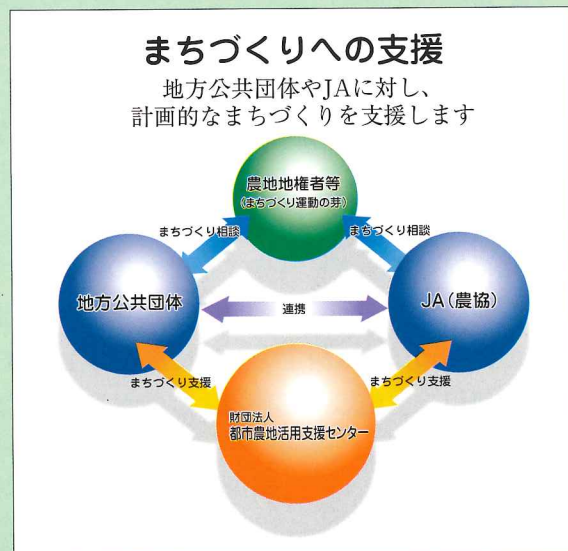 まちづくりへの支援
地方公共団体やJAに対し、
計画的なまちづくりを支援します
農地地権者等
(まちづくり運動の芽)
まちづくり相談
まちづくり相談
地方公共団体
連携
JA(農協)
まちづくり支援
まちづくり支援
財団法人
都市農地活用支援センター